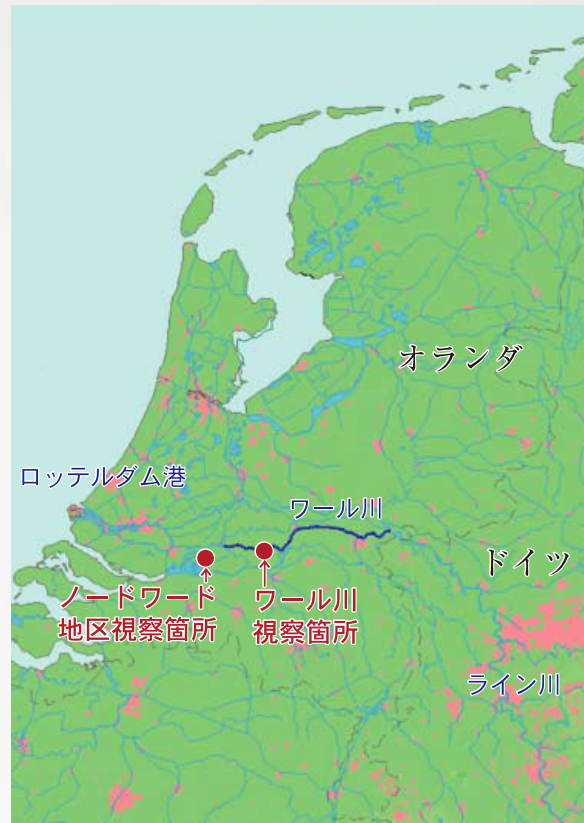 オランダ
ロッテルダム港
ワール川
ドイツ
ノードワード
地区視察箇所
ワール川
視察箇所
ライン川